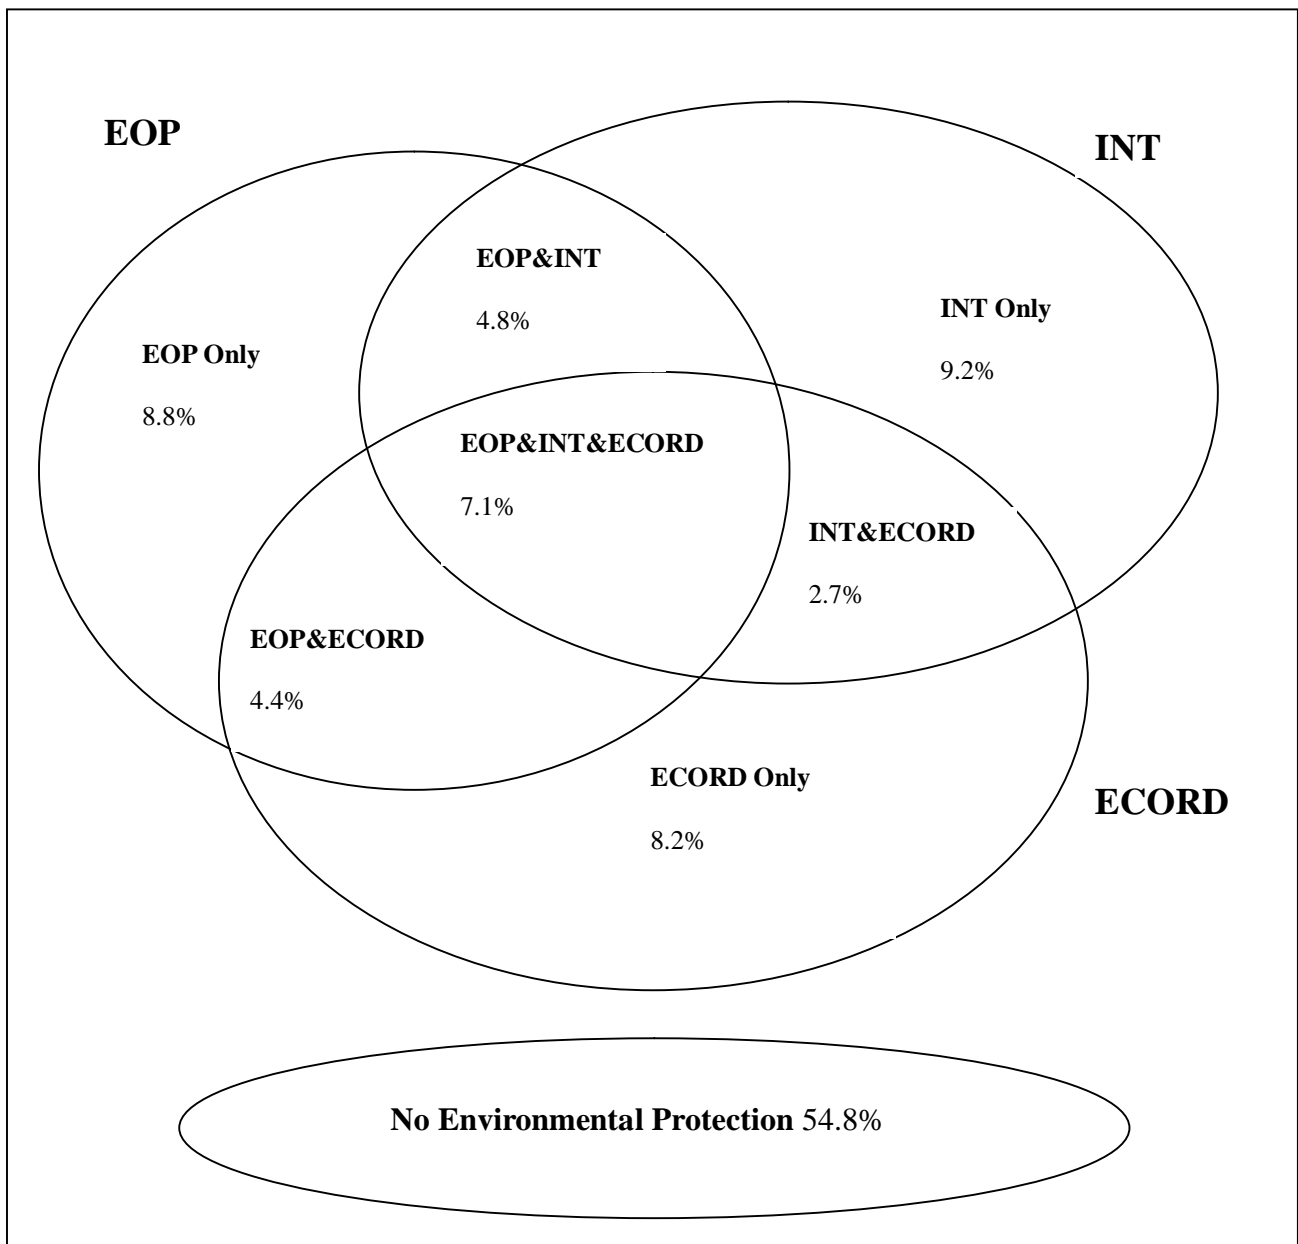 EOP
INT
EOP&INT
4.8%
INT Only
9.2%
EOP Only
8.8%
EOP&INT&ECORD
7.1%
INT&ECORD
2.7%
EOP&ECORD
4.4%
ECORD Only
8.2%
ECORD
No Environmental Protection 54.8%